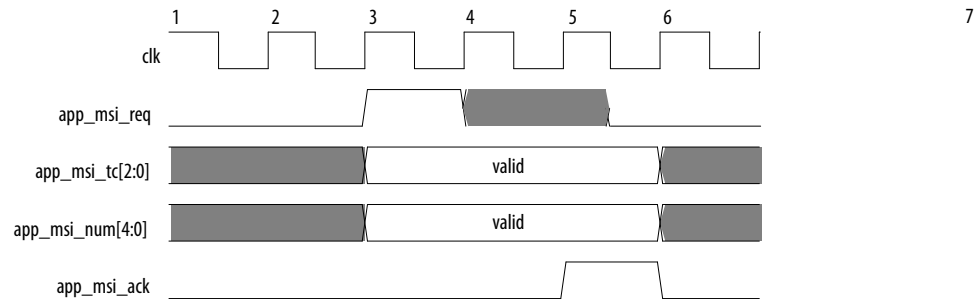 1 2 3 4 5 6 7
clk
app_msi_req
app_msi_tc[2:0] valid
app_msi_num[4:0] valid
app_msi_ack